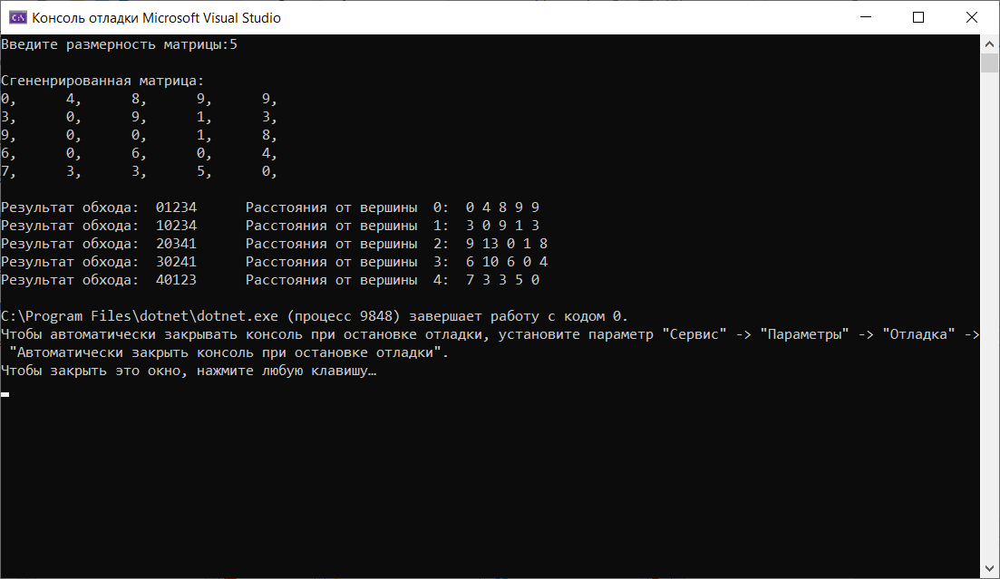 Консоль отладки Microsoft Visual Studio
Введите размерность матрицы:5
Сгененрированная матрица:
0, 4, 8, 9, 9,
3, 0, 9, 1, 3,
9, 0, 0, 1, 8,
6, 0, 6, 0, 4,
7, 3, 3, 5, 0,
Результат обхода: 01234 Расстояния от вершины 0: 0 4 8 9 9
Результат обхода: 10234 Расстояния от вершины 1: 3 0 9 1 3
Результат обхода: 20341 Расстояния от вершины 2: 9 13 0 1 8
Результат обхода: 30241 Расстояния от вершины 3: 6 10 6 0 4
Результат обхода: 40123 Расстояния от вершины 4: 7 3 3 5 0
C:\Program Files\dotnet\dotnet.exe (процесс 9848) завершает работу с кодом 0.
Чтобы автоматически закрывать консоль при остановке отладки, установите параметр "Сервис" -> "Параметры" -> "Отладка" ->
"Автоматически закрыть консоль при остановке отладки".
Чтобы закрыть это окно, нажмите любую клавишу…